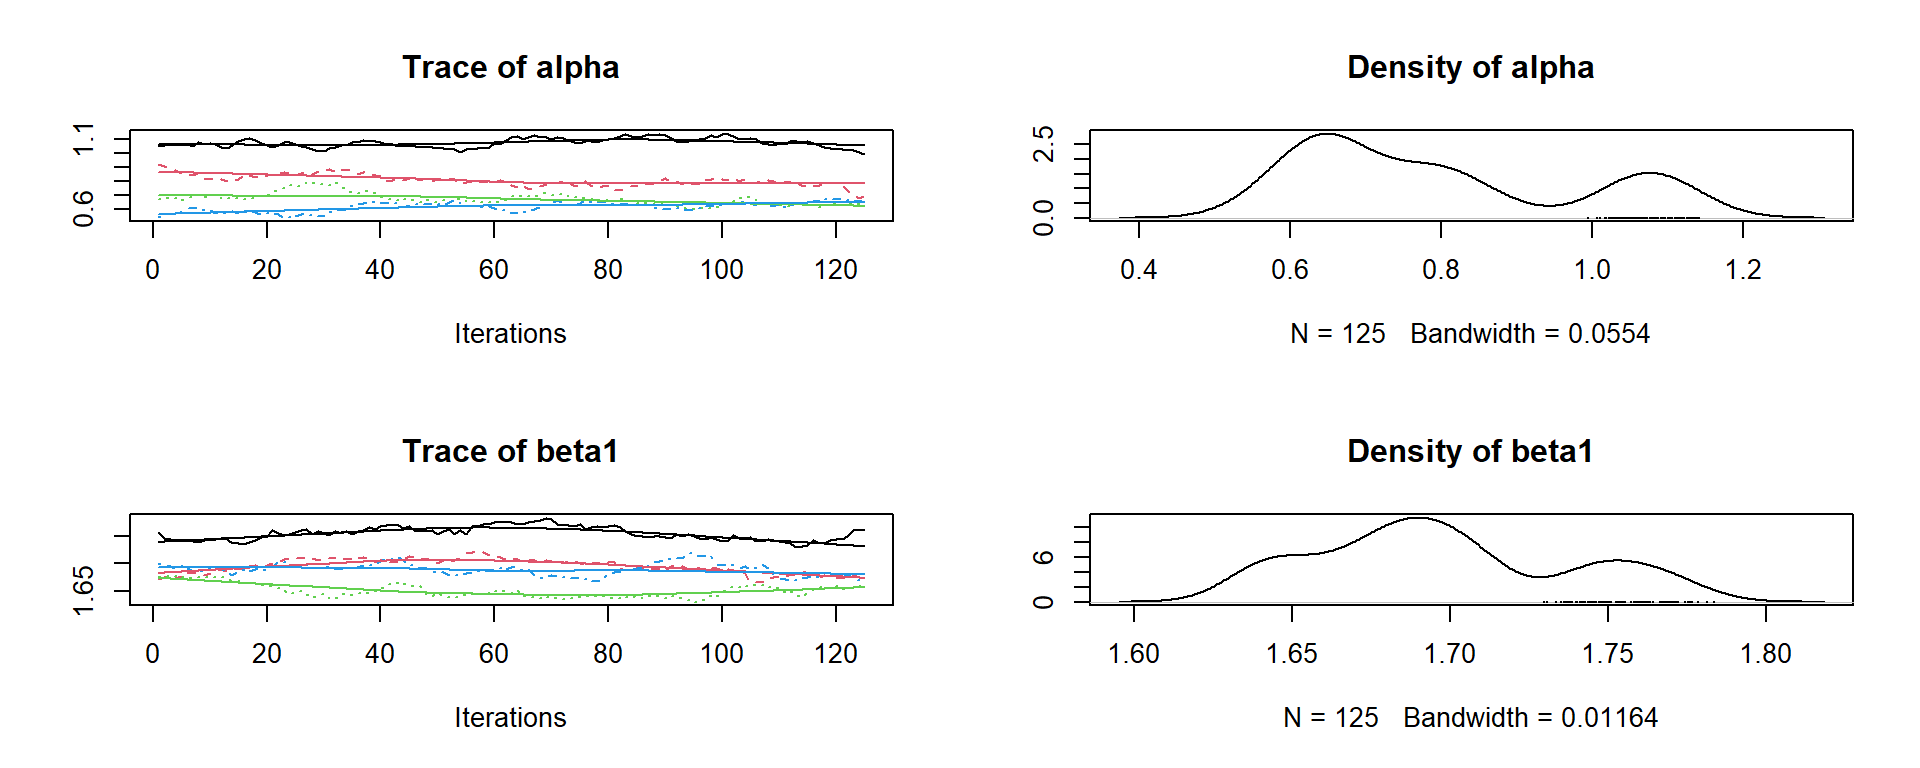 Trace of alpha
1.1
0.6
0 20 40 60 80 100 120
Iterations
Density of alpha
2.5
0.0
0.4 0.6 0.8 1.0 1.2
N = 125 Bandwidth = 0.0554
Trace of beta1
1.65
0 20 40 60 80 100 120
Iterations
Density of beta1
6
0
1.60 1.65 1.70 1.75 1.80
N = 125 Bandwidth = 0.01164